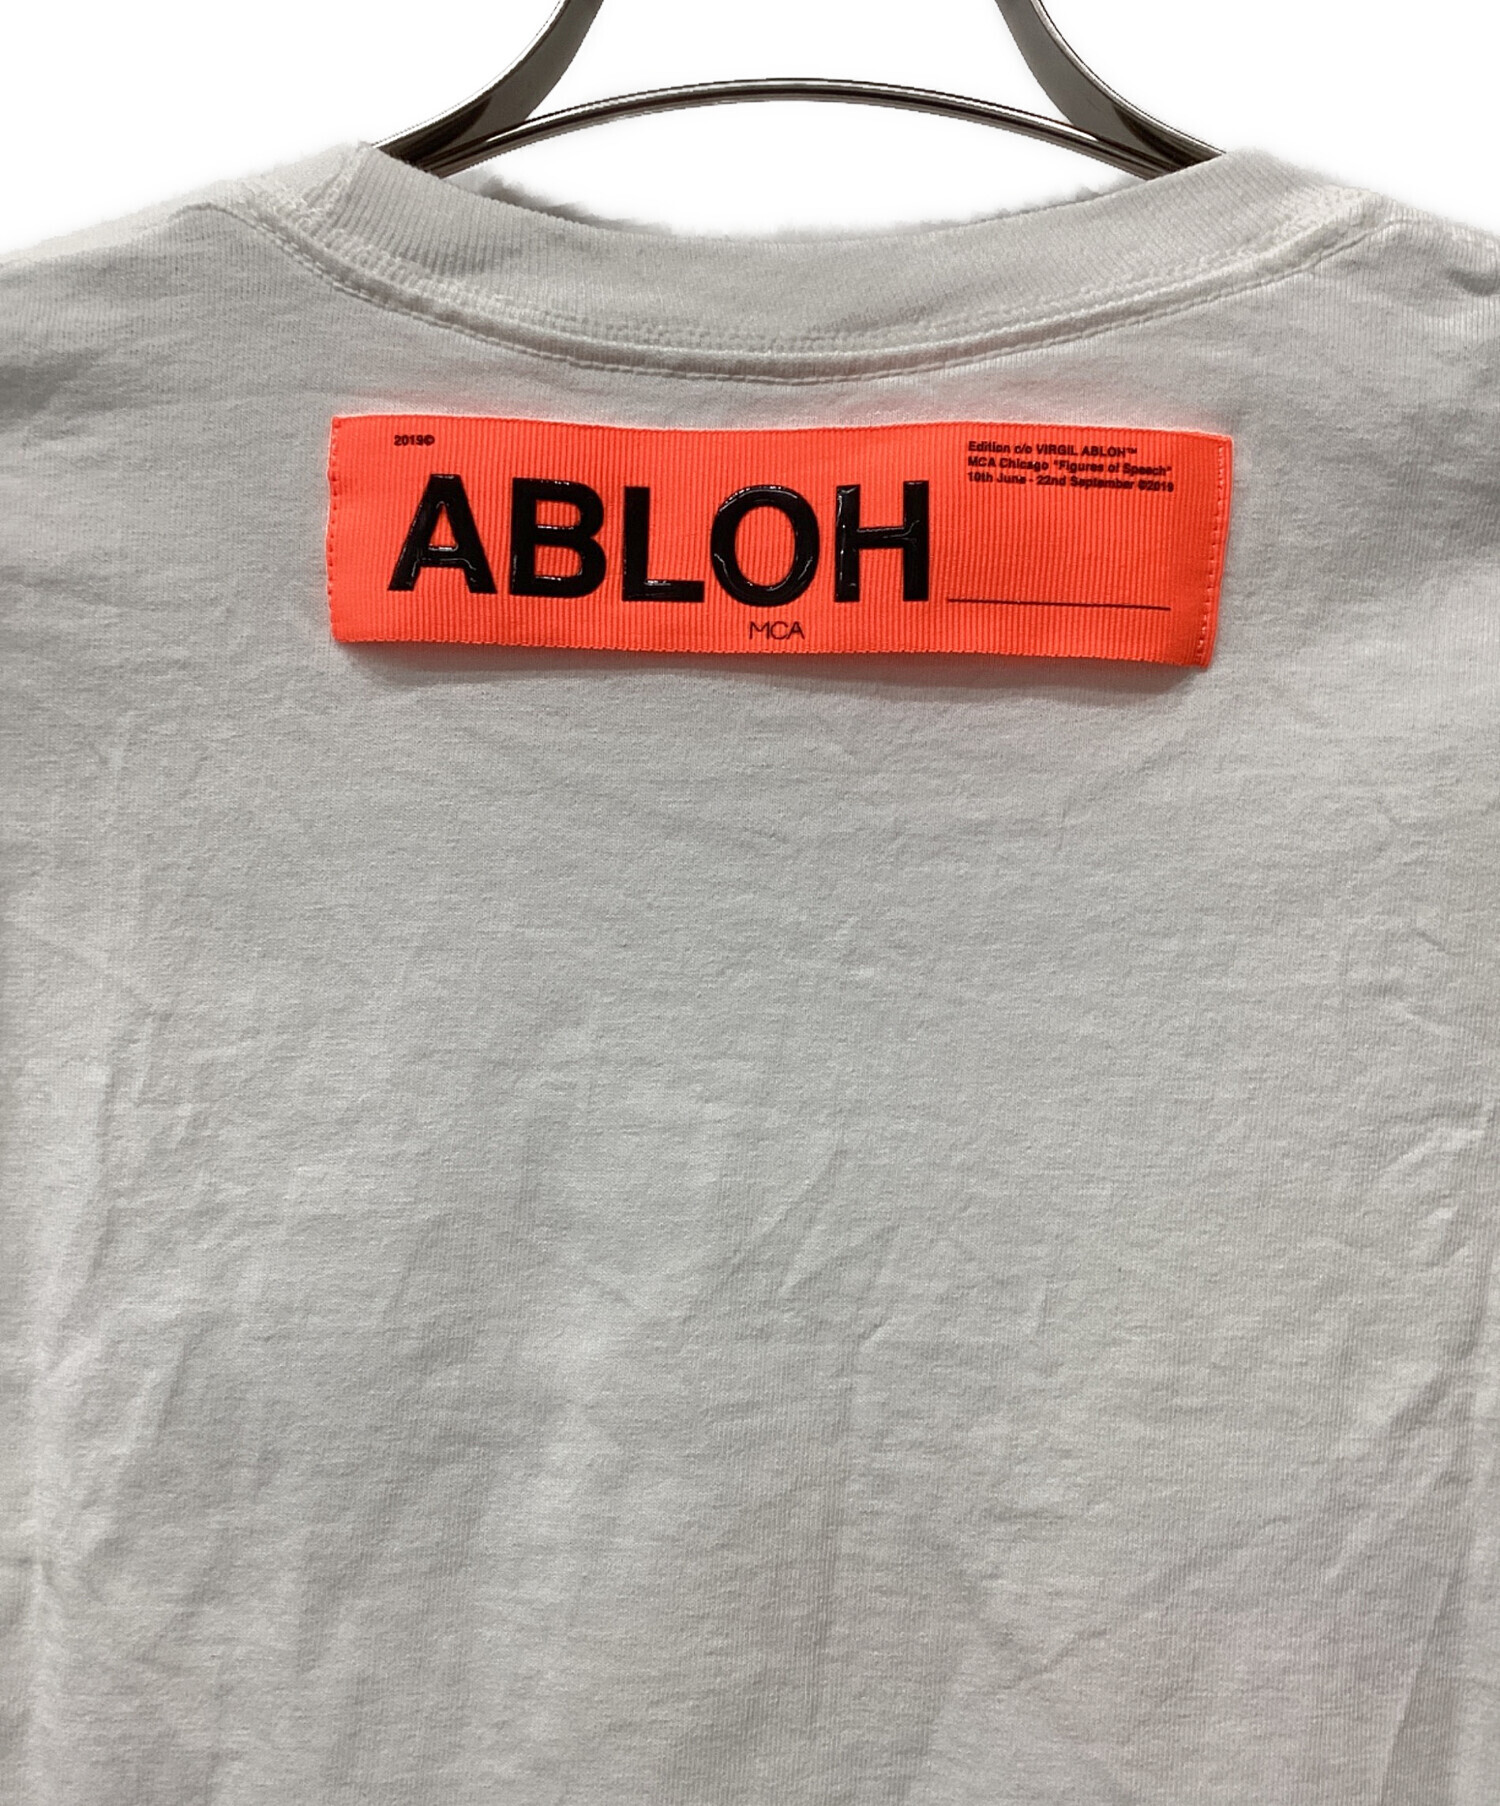 2019©
Edition c/o VIRGIL ABLOH™
MCA Chicago "Figures of Speech"
10th June - 22nd September ©2019
ABLOH
MCA